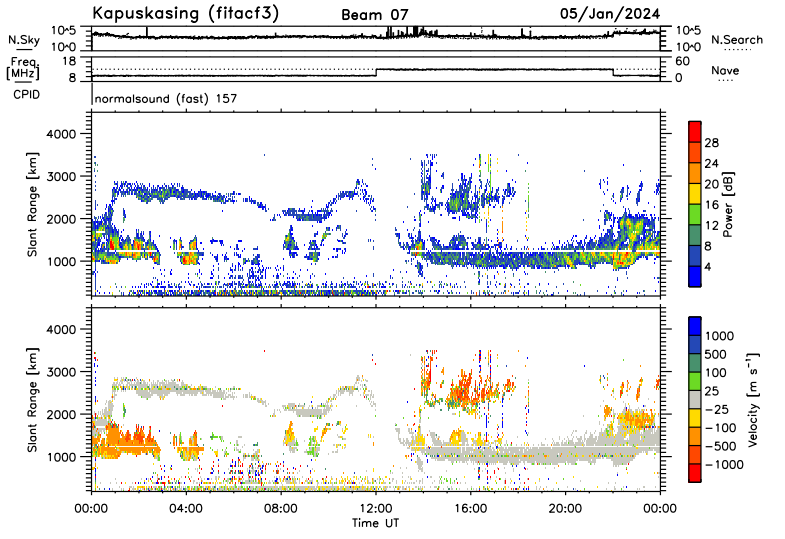 Kapuskasing (fitacf3) Beam 07 05/Jan/2024
N.Sky 10^5 10^0 10^5 10^0 N.Search
Freq. [MHz] 18 8 60 0 Nave
CPID normalsound (fast) 157
Slant Range [km] 4000 3000 2000 1000
Power [dB] 28 24 20 16 12 8 4
Slant Range [km] 4000 3000 2000 1000
Velocity [m s⁻¹] 1000 500 100 25 −25 −100 −500 −1000
00:00 04:00 08:00 12:00 16:00 20:00 00:00
Time UT